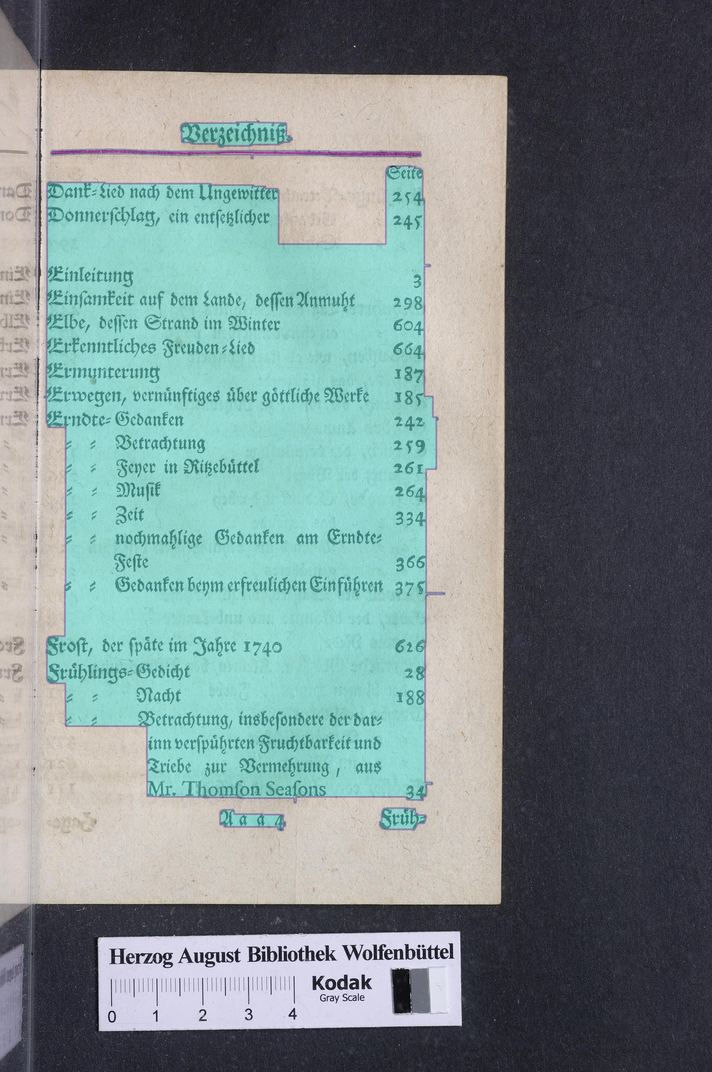 Verzeichniß.
Seite
Dank-Lied nach dem Ungewitter 254
Donnerschlag, ein entsetzlicher 245
Einleitung 3
Einsamkeit auf dem Lande, dessen Anmuht 298
Elbe, dessen Strand im Winter 604
Erkenntliches Freuden-Lied 664
Ermunterung 187
Erwegen, vernünftiges über göttliche Werke 185
Erndte-Gedanken 242
⸗ ⸗ Betrachtung 259
⸗ ⸗ Feyer in Ritzebüttel 261
⸗ ⸗ Musik 264
⸗ ⸗ Zeit 334
⸗ ⸗ nochmahlige Gedanken am Erndte-
Feste 366
⸗ ⸗ Gedanken beym erfreulichen Einführen 375
Frost, der späte im Jahre 1740 626
Frühlings-Gedicht 28
⸗ ⸗ Nacht 188
⸗ ⸗ Betrachtung, insbesondere der dar-
inn verspührten Fruchtbarkeit und
Triebe zur Vermehrung, aus
Mr. Thomson Seasons 34
A a a 4 Früh-
Herzog August Bibliothek Wolfenbüttel
Kodak
Gray Scale
0 1 2 3 4